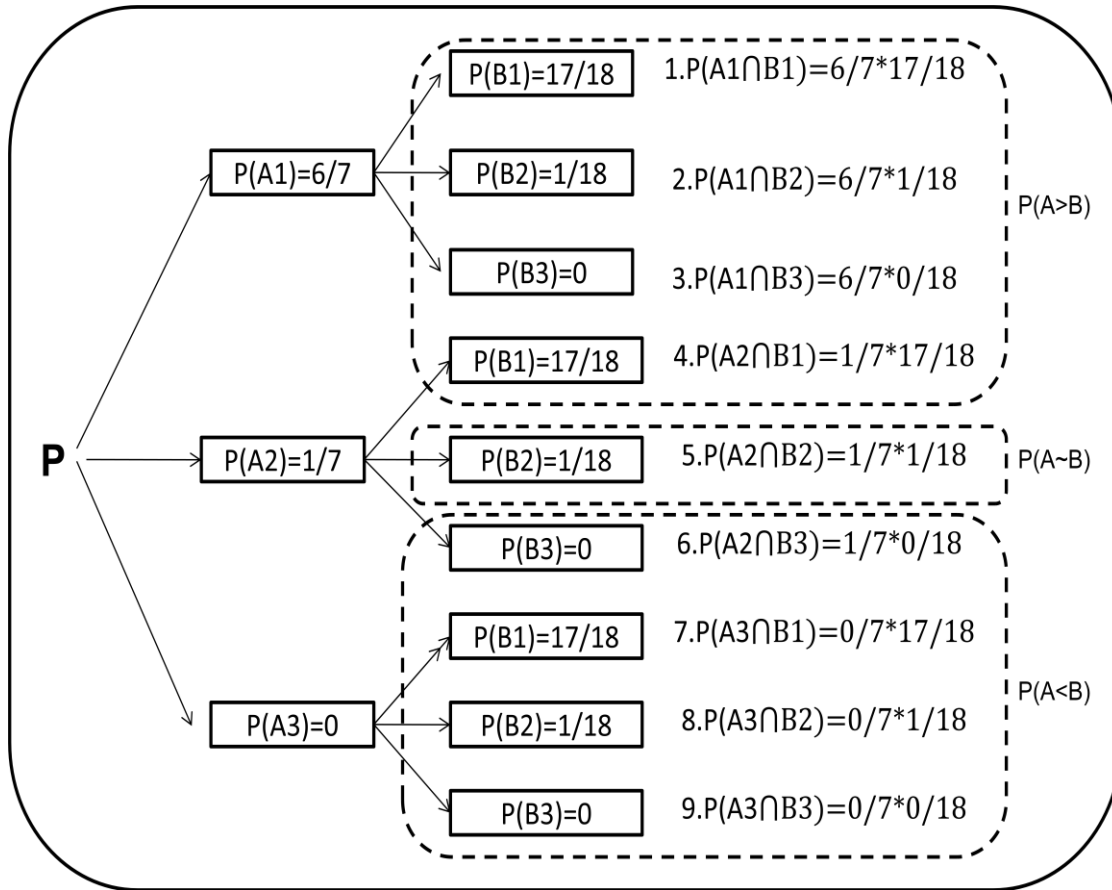 P(B1)=17/18 1.P(A1⋂B1)=6/7*17/18
P(A1)=6/7 P(B2)=1/18 2.P(A1⋂B2)=6/7*1/18
P(A>B)
P(B3)=0 3.P(A1⋂B3)=6/7*0/18
P(B1)=17/18 4.P(A2⋂B1)=1/7*17/18
P P(A2)=1/7 P(B2)=1/18 5.P(A2⋂B2)=1/7*1/18 P(A~B)
P(B3)=0 6.P(A2⋂B3)=1/7*0/18
P(B1)=17/18 7.P(A3⋂B1)=0/7*17/18
P(A<B)
P(A3)=0 P(B2)=1/18 8.P(A3⋂B2)=0/7*1/18
P(B3)=0 9.P(A3⋂B3)=0/7*0/18